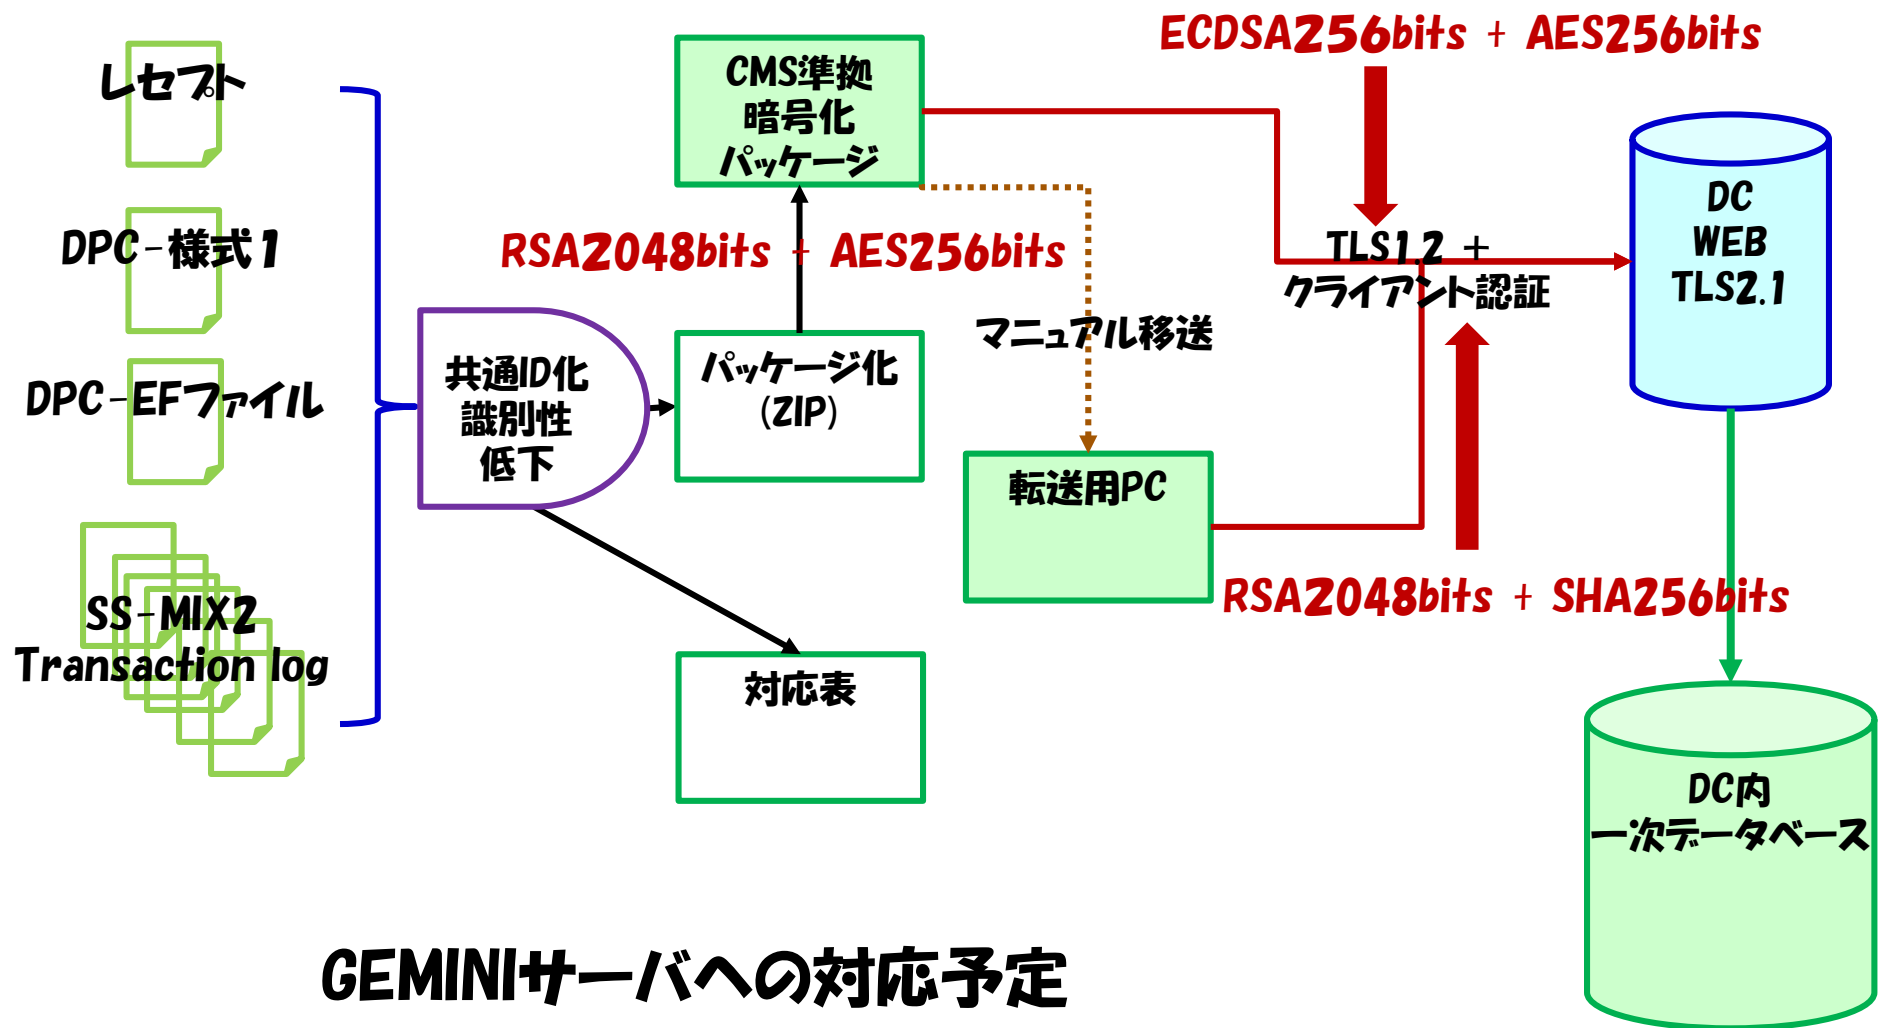 レセプト
DPC-様式1
DPC-EFファイル
SS-MIX2
Transaction log
共通ID化
識別性
低下
CMS準拠
暗号化
パッケージ
RSA2048bits + AES256bits
パッケージ化
(ZIP)
対応表
マニュアル移送
転送用PC
ECDSA256bits + AES256bits
TLS1.2 +
クライアント認証
RSA2048bits + SHA256bits
DC
WEB
TLS2.1
DC内
一次データベース
GEMINIサーバへの対応予定